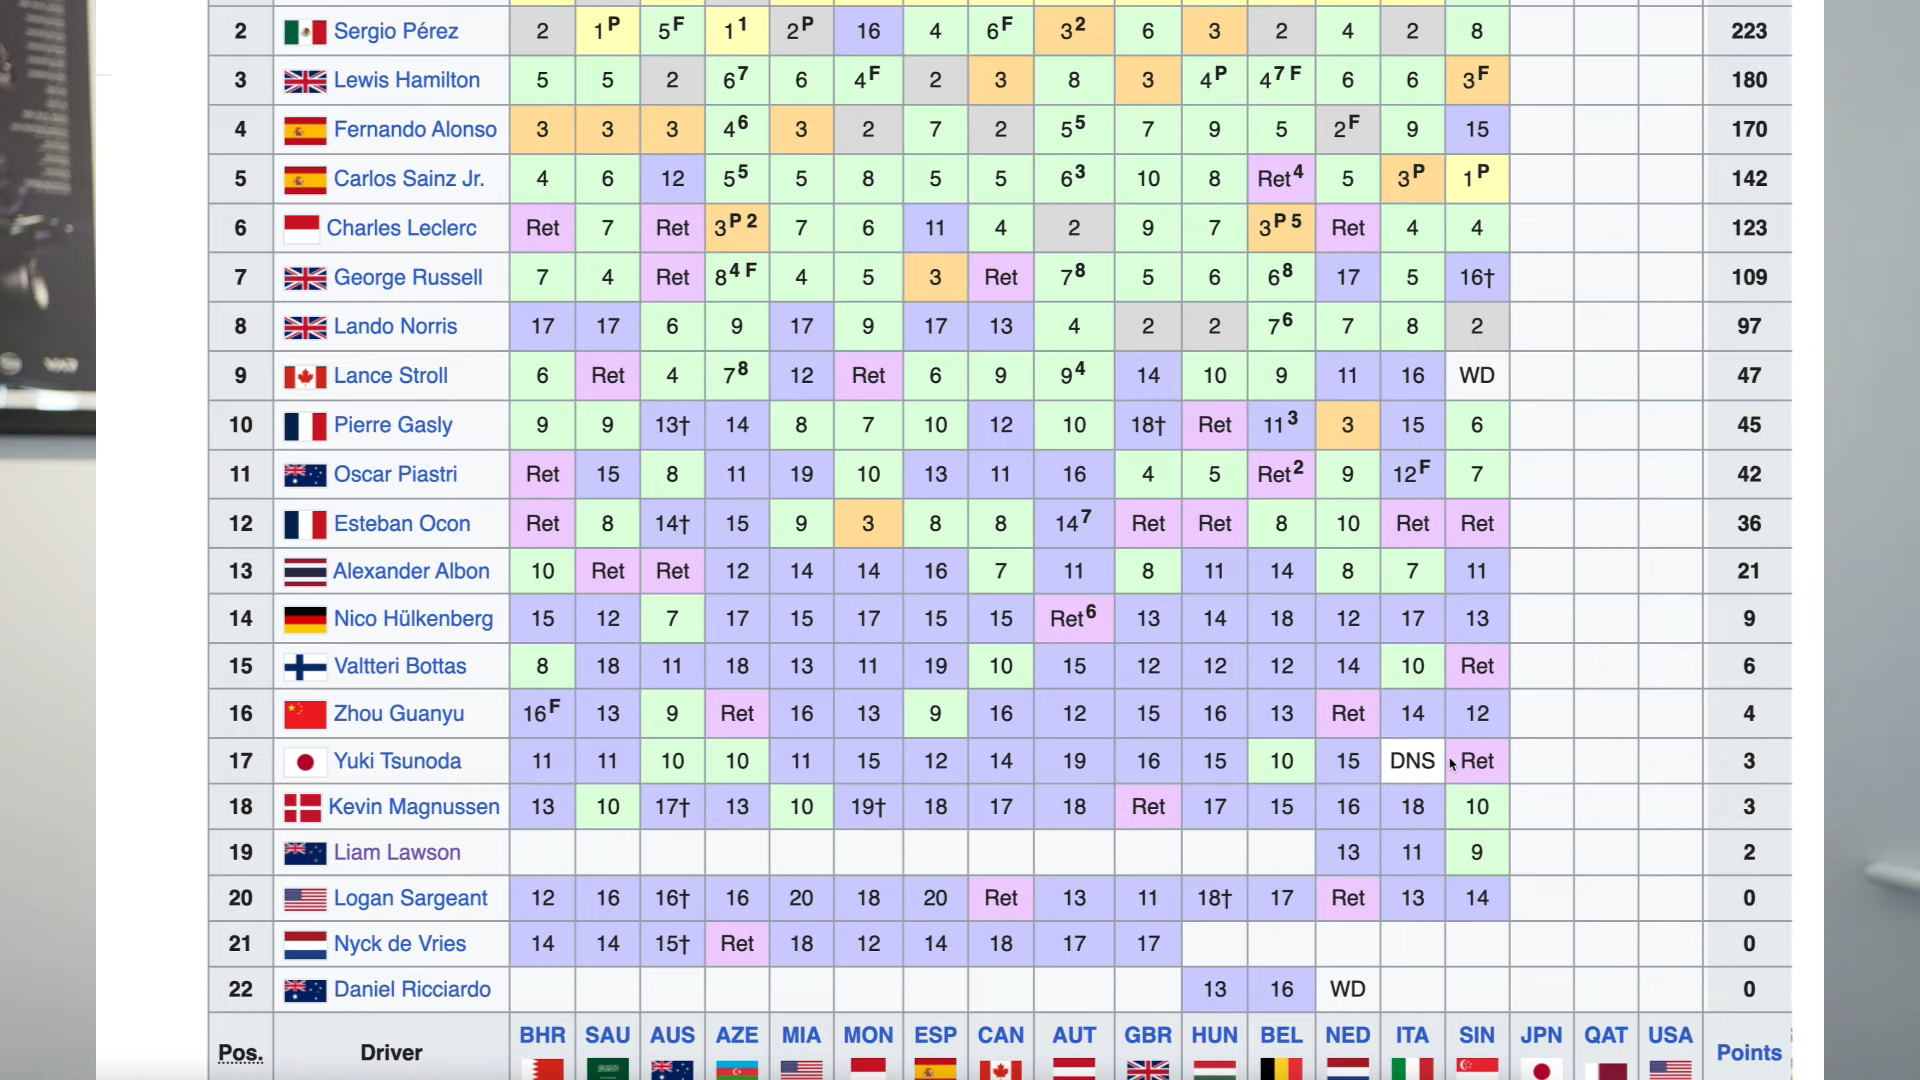 2 Sergio Pérez 2 1P 5F 1¹ 2P 16 4 6F 3² 6 3 2 4 2 8 223
3 Lewis Hamilton 5 5 2 6⁷ 6 4F 2 3 8 3 4P 4⁷ F 6 6 3F 180
4 Fernando Alonso 3 3 3 4⁶ 3 2 7 2 5⁵ 7 9 5 2F 9 15 170
5 Carlos Sainz Jr. 4 6 12 5⁵ 5 8 5 5 6³ 10 8 Ret⁴ 5 3P 1P 142
6 Charles Leclerc Ret 7 Ret 3P 2 7 6 11 4 2 9 7 3P 5 Ret 4 4 123
7 George Russell 7 4 Ret 8⁴ F 4 5 3 Ret 7⁸ 5 6 6⁸ 17 5 16† 109
8 Lando Norris 17 17 6 9 17 9 17 13 4 2 2 7⁶ 7 8 2 97
9 Lance Stroll 6 Ret 4 7⁸ 12 Ret 6 9 9⁴ 14 10 9 11 16 WD 47
10 Pierre Gasly 9 9 13† 14 8 7 10 12 10 18† Ret 11³ 3 15 6 45
11 Oscar Piastri Ret 15 8 11 19 10 13 11 16 4 5 Ret² 9 12F 7 42
12 Esteban Ocon Ret 8 14† 15 9 3 8 8 14⁷ Ret Ret 8 10 Ret Ret 36
13 Alexander Albon 10 Ret Ret 12 14 14 16 7 11 8 11 14 8 7 11 21
14 Nico Hülkenberg 15 12 7 17 15 17 15 15 Ret⁶ 13 14 18 12 17 13 9
15 Valtteri Bottas 8 18 11 18 13 11 19 10 15 12 12 12 14 10 Ret 6
16 Zhou Guanyu 16F 13 9 Ret 16 13 9 16 12 15 16 13 Ret 14 12 4
17 Yuki Tsunoda 11 11 10 10 11 15 12 14 19 16 15 10 15 DNS Ret 3
18 Kevin Magnussen 13 10 17† 13 10 19† 18 17 18 Ret 17 15 16 18 10 3
19 Liam Lawson 13 11 9 2
20 Logan Sargeant 12 16 16† 16 20 18 20 Ret 13 11 18† 17 Ret 13 14 0
21 Nyck de Vries 14 14 15† Ret 18 12 14 18 17 17 0
22 Daniel Ricciardo 13 16 WD 0
Pos. Driver BHR SAU AUS AZE MIA MON ESP CAN AUT GBR HUN BEL NED ITA SIN JPN QAT USA Points